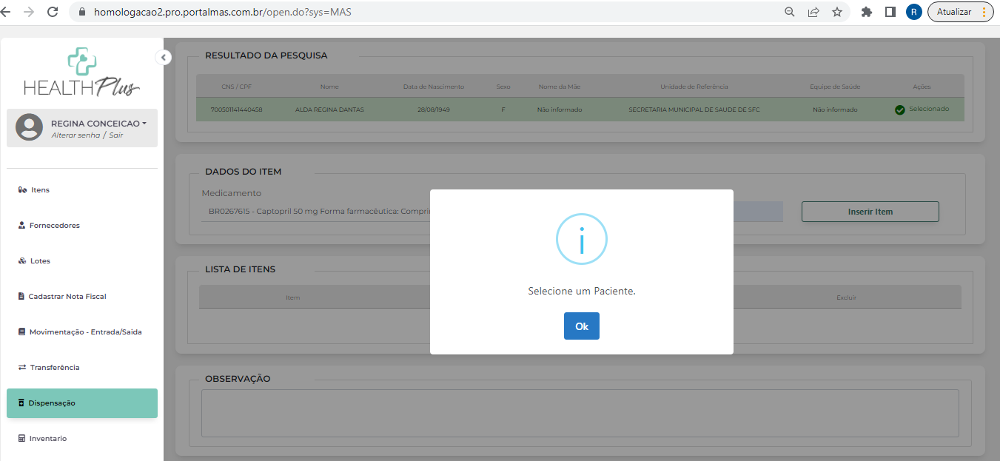 homologacao2.pro.portalmas.com.br/open.do?sys=MAS
R
Atualizar
HEALTH Plus
REGINA CONCEICAO
Alterar senha / Sair
Itens
Fornecedores
Lotes
Cadastrar Nota Fiscal
Movimentação - Entrada/Saida
Transferência
Dispensação
Inventario
RESULTADO DA PESQUISA
CNS / CPF Nome Data de Nascimento Sexo Nome da Mãe Unidade de Referência Equipe de Saúde Ações
700501141440458 ALDA REGINA DANTAS 28/08/1949 F Não informado SECRETARIA MUNICIPAL DE SAUDE DE SFC Não informado Selecionado
DADOS DO ITEM
Medicamento
BR0267615 - Captopril 50 mg Forma farmacêutica: Compri
Inserir Item
LISTA DE ITENS
Item Excluir
OBSERVAÇÃO
i
Selecione um Paciente.
Ok